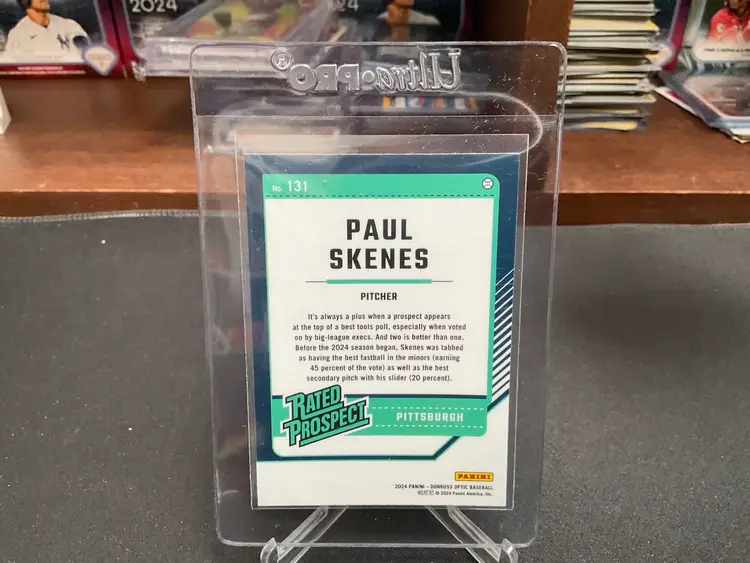 2024
Ultra·PRO®
No. 131
PAUL
SKENES
PITCHER
It's always a plus when a prospect appears
at the top of a best tools poll, especially when voted
on by big-league execs. And two is better than one.
Before the 2024 season began, Skenes was tabbed
as having the best fastball in the minors (earning
45 percent of the vote) as well as the best
secondary pitch with his slider (20 percent).
RATED
PROSPECT
PITTSBURGH
PANINI
2024 PANINI – DONRUSS OPTIC BASEBALL
© 2024 Panini America, Inc.